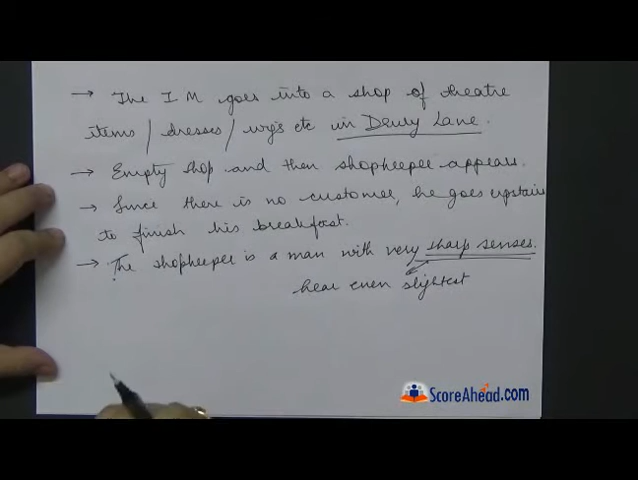 → The I M goes into a shop of theatre
items / dresses / wigs etc in Drury Lane.
→ Empty shop and then shopkeeper appears.
→ Since there is no customer, he goes upstairs
to finish his breakfast.
→ The shopkeeper is a man with very sharp senses.
hear even slightest
ScoreAhead.com